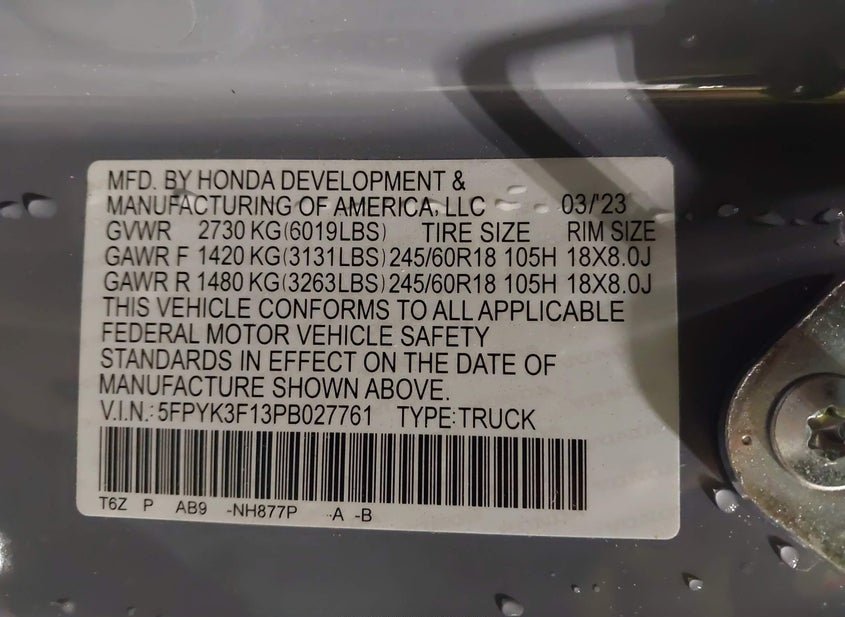 MFD. BY HONDA DEVELOPMENT &
MANUFACTURING OF AMERICA, LLC 03/'23
GVWR 2730 KG(6019LBS) TIRE SIZE RIM SIZE
GAWR F 1420 KG(3131LBS) 245/60R18 105H 18X8.0J
GAWR R 1480 KG(3263LBS) 245/60R18 105H 18X8.0J
THIS VEHICLE CONFORMS TO ALL APPLICABLE
FEDERAL MOTOR VEHICLE SAFETY
STANDARDS IN EFFECT ON THE DATE OF
MANUFACTURE SHOWN ABOVE.
V.I.N.: 5FPYK3F13PB027761 TYPE:TRUCK
T6Z P AB9 -NH877P -A -B